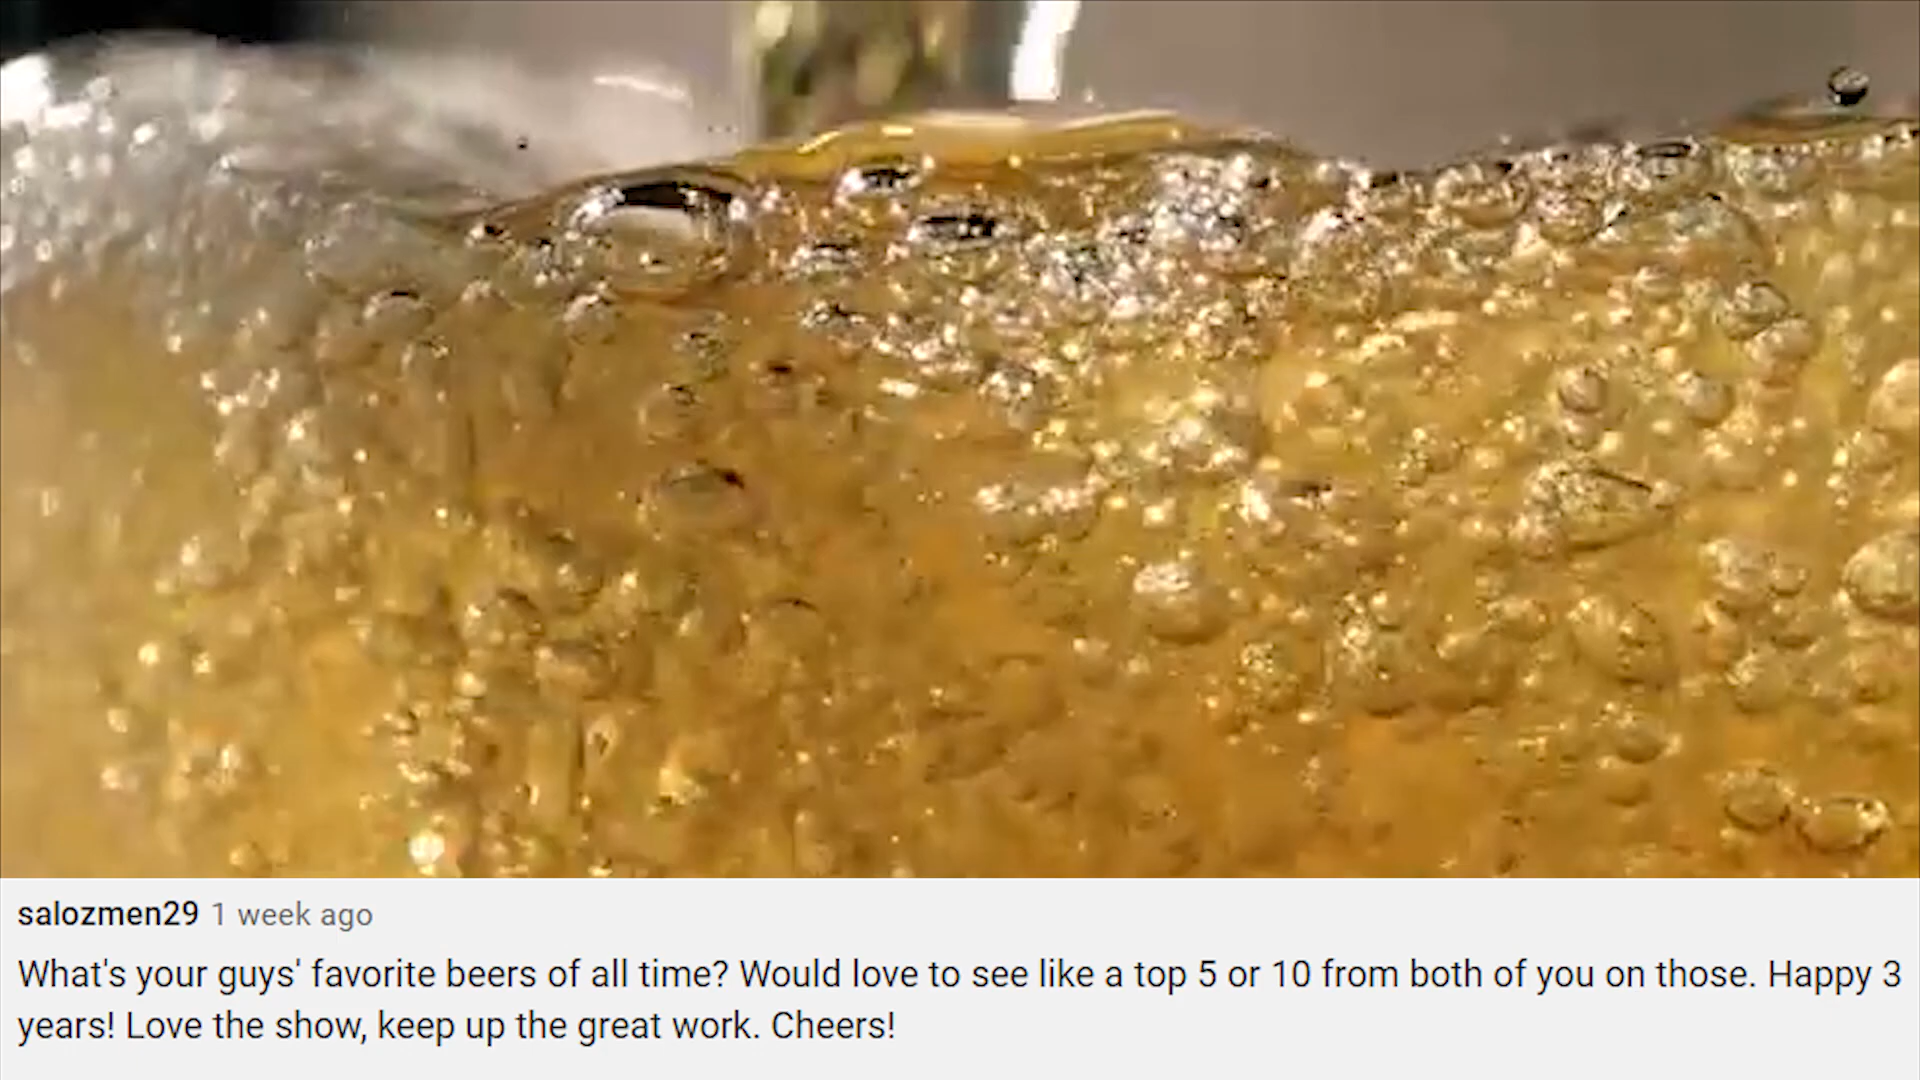 salozmen29 1 week ago
What's your guys' favorite beers of all time? Would love to see like a top 5 or 10 from both of you on those. Happy 3
years! Love the show, keep up the great work. Cheers!